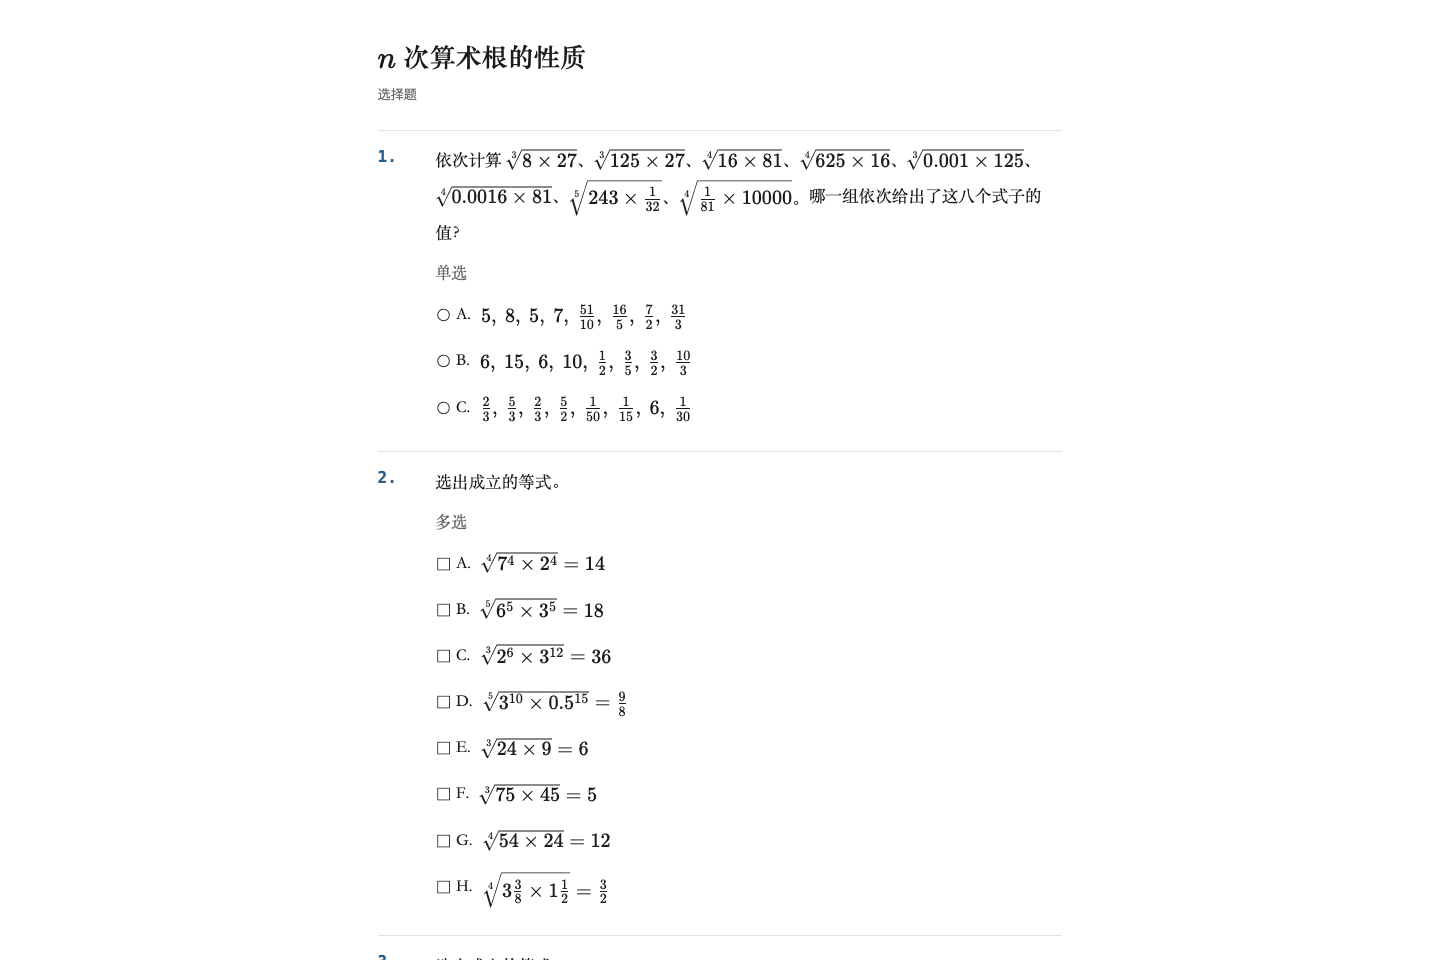 n 次算术根的性质
选择题
1. 依次计算 ∛(8 × 27)、∛(125 × 27)、∜(16 × 81)、∜(625 × 16)、∛(0.001 × 125)、
∜(0.0016 × 81)、⁵√(243 × 1/32)、∜(1/81 × 10000)。哪一组依次给出了这八个式子的
值?
单选
A. 5, 8, 5, 7, 51/10, 16/5, 7/2, 31/3
B. 6, 15, 6, 10, 1/2, 3/5, 3/2, 10/3
C. 2/3, 5/3, 2/3, 5/2, 1/50, 1/15, 6, 1/30
2. 选出成立的等式。
多选
A. ∜(7⁴ × 2⁴) = 14
B. ⁵√(6⁵ × 3⁵) = 18
C. ∛(2⁶ × 3¹²) = 36
D. ⁵√(3¹⁰ × 0.5¹⁵) = 9/8
E. ∛(24 × 9) = 6
F. ∛(75 × 45) = 5
G. ∜(54 × 24) = 12
H. ∜(3 3/8 × 1 1/2) = 3/2